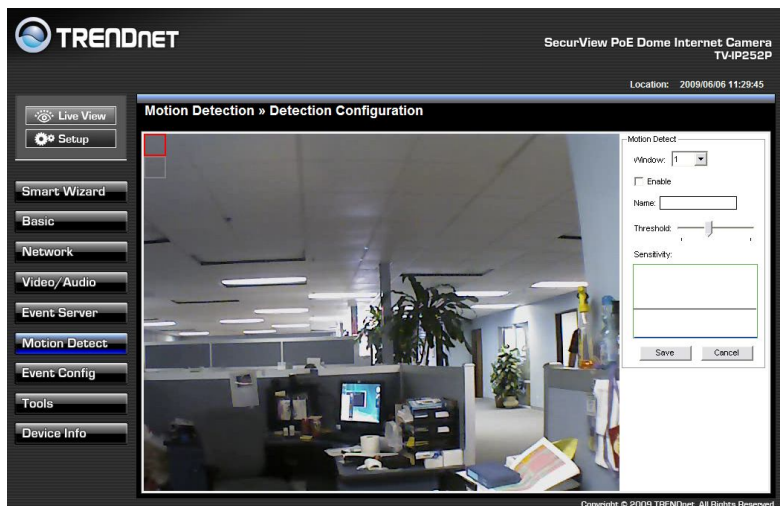 TRENDNET
SecurView PoE Dome Internet Camera
TV-IP252P
Location: 2009/06/06 11:29:45
Live View
Setup
Motion Detection » Detection Configuration
Smart Wizard
Basic
Network
Video/Audio
Event Server
Motion Detect
Event Config
Tools
Device Info
Motion Detect
Window: 1
Enable
Name:
Threshold:
Sensitivity:
Save Cancel
Copyright © 2009 TRENDnet. All Rights Reserved.